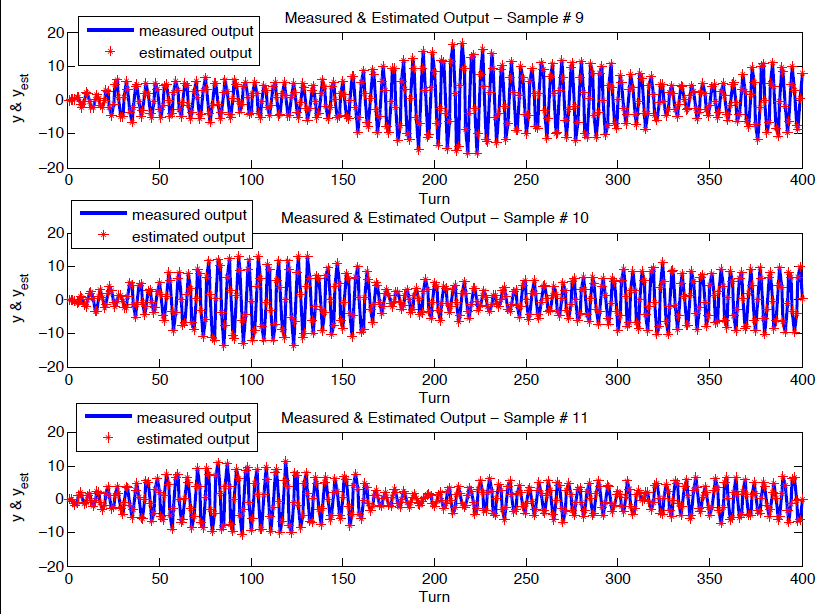 Measured & Estimated Output – Sample # 9
measured output
estimated output
y & y_est
20
10
0
−10
−20
0 50 100 150 200 250 300 350 400
Turn
Measured & Estimated Output – Sample # 10
measured output
estimated output
y & y_est
20
10
0
−10
−20
0 50 100 150 200 250 300 350 400
Turn
Measured & Estimated Output – Sample # 11
measured output
estimated output
y & y_est
20
10
0
−10
−20
0 50 100 150 200 250 300 350 400
Turn